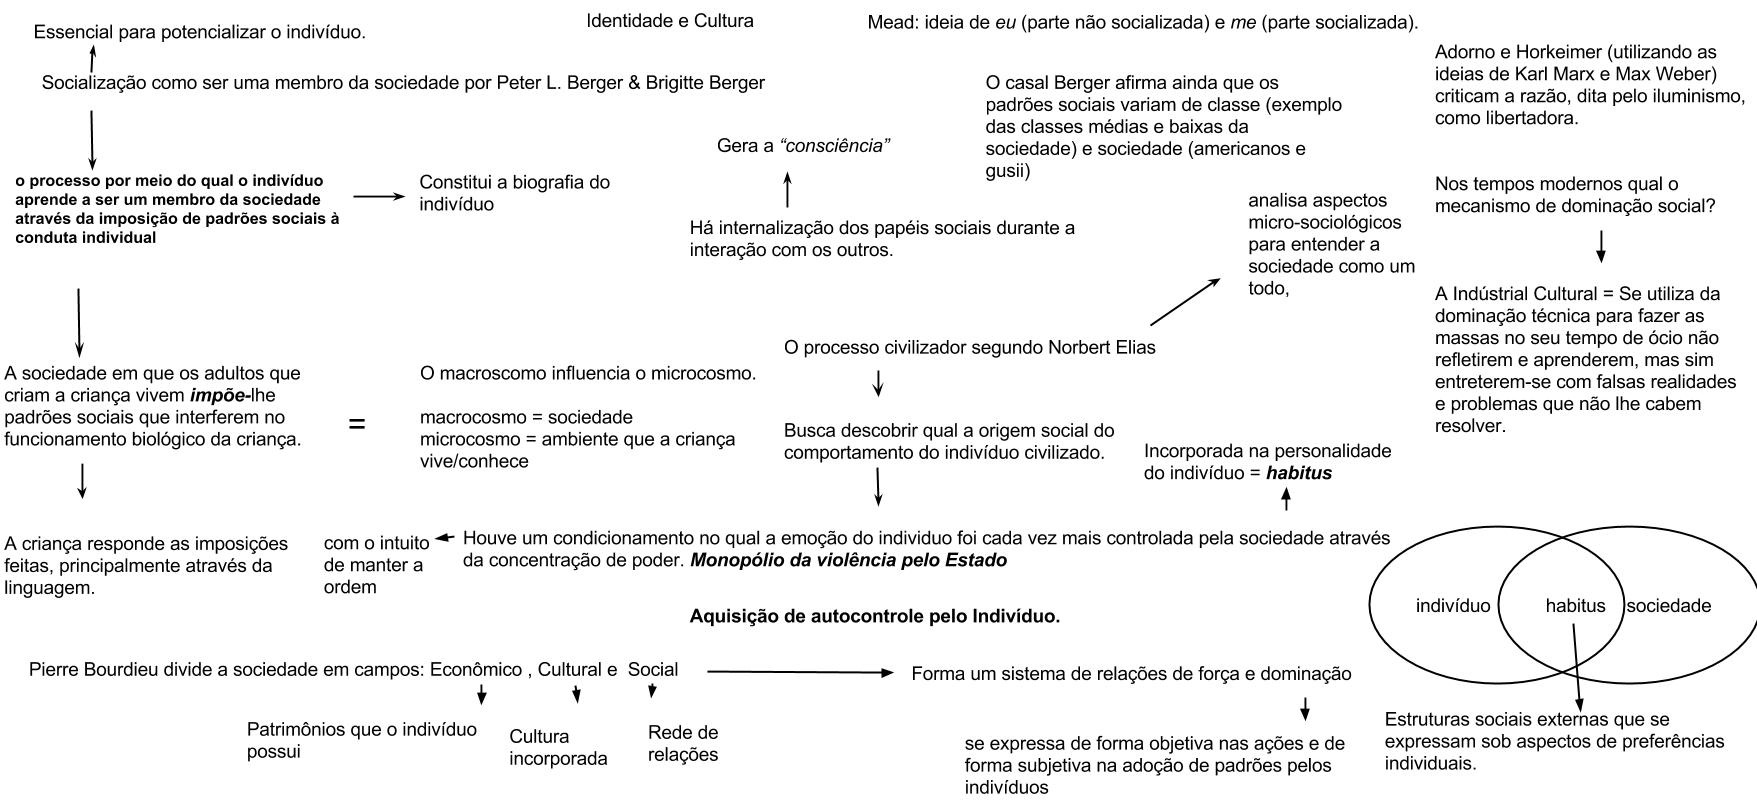 Identidade e Cultura
Mead: ideia de eu (parte não socializada) e me (parte socializada).
Essencial para potencializar o indivíduo.
Socialização como ser uma membro da sociedade por Peter L. Berger & Brigitte Berger
o processo por meio do qual o indivíduo
aprende a ser um membro da sociedade
através da imposição de padrões sociais à
conduta individual
Constitui a biografia do
indivíduo
Gera a “consciência”
Há internalização dos papéis sociais durante a
interação com os outros.
O casal Berger afirma ainda que os
padrões sociais variam de classe (exemplo
das classes médias e baixas da
sociedade) e sociedade (americanos e
gusii)
Adorno e Horkeimer (utilizando as
ideias de Karl Marx e Max Weber)
criticam a razão, dita pelo iluminismo,
como libertadora.
Nos tempos modernos qual o
mecanismo de dominação social?
A Indústrial Cultural = Se utiliza da
dominação técnica para fazer as
massas no seu tempo de ócio não
refletirem e aprenderem, mas sim
entreterem-se com falsas realidades
e problemas que não lhe cabem
resolver.
analisa aspectos
micro-sociológicos
para entender a
sociedade como um
todo,
O processo civilizador segundo Norbert Elias
Busca descobrir qual a origem social do
comportamento do indivíduo civilizado.
A sociedade em que os adultos que
criam a criança vivem impõe-lhe
padrões sociais que interferem no
funcionamento biológico da criança.
=
O macroscomo influencia o microcosmo.
macrocosmo = sociedade
microcosmo = ambiente que a criança
vive/conhece
Incorporada na personalidade
do indivíduo = habitus
A criança responde as imposições
feitas, principalmente através da
linguagem.
com o intuito
de manter a
ordem
Houve um condicionamento no qual a emoção do individuo foi cada vez mais controlada pela sociedade através
da concentração de poder. Monopólio da violência pelo Estado
Aquisição de autocontrole pelo Indivíduo.
indivíduo
habitus
sociedade
Pierre Bourdieu divide a sociedade em campos: Econômico , Cultural e Social
Forma um sistema de relações de força e dominação
Patrimônios que o indivíduo
possui
Cultura
incorporada
Rede de
relações
se expressa de forma objetiva nas ações e de
forma subjetiva na adoção de padrões pelos
indivíduos
Estruturas sociais externas que se
expressam sob aspectos de preferências
individuais.